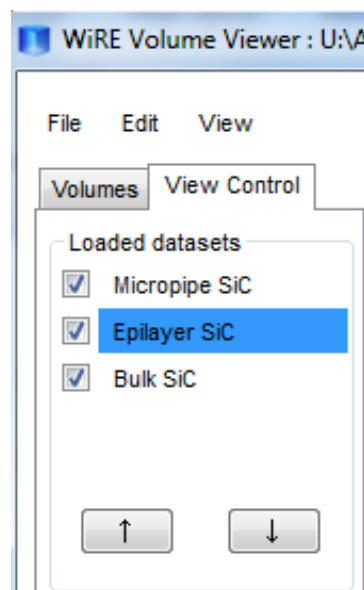 WiRE Volume Viewer : U:\A
File Edit View
Volumes View Control
Loaded datasets
Micropipe SiC
Epilayer SiC
Bulk SiC
↑ ↓